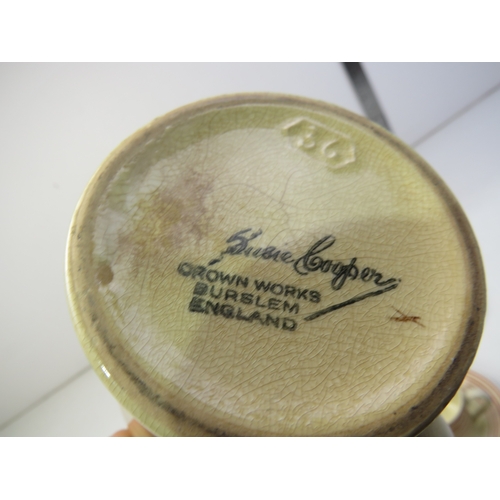 36
Susie Cooper
CROWN WORKS
BURSLEM
ENGLAND